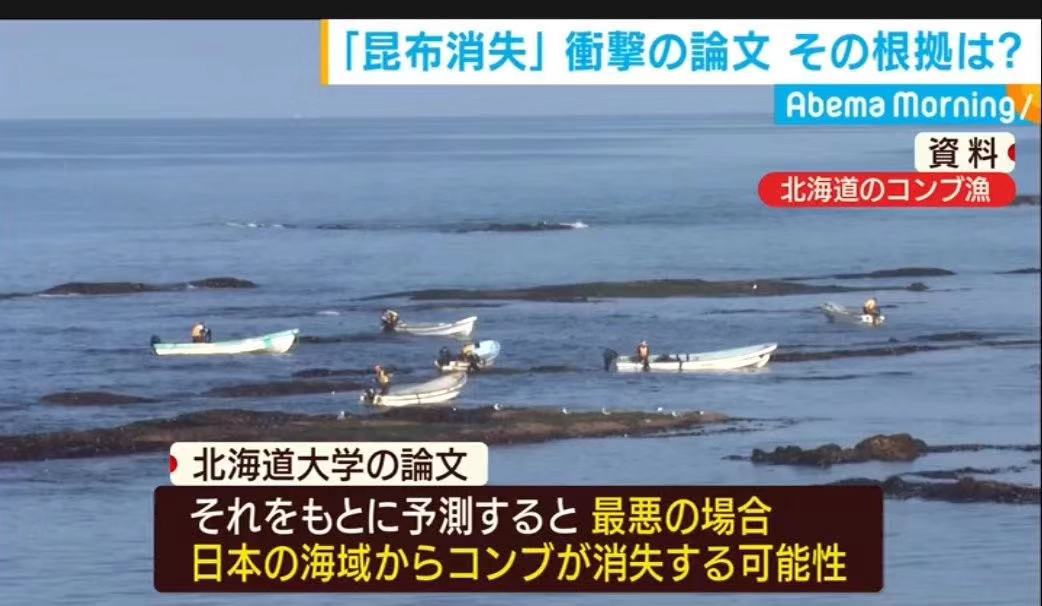 「昆布消失」衝撃の論文 その根拠は?
Abema Morning/
資料
北海道のコンブ漁
北海道大学の論文
それをもとに予測すると 最悪の場合
日本の海域からコンブが消失する可能性